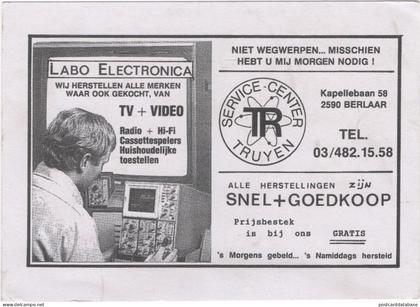 LABO ELECTRONICA
WIJ HERSTELLEN ALLE MERKEN
WAAR OOK GEKOCHT, VAN
TV + VIDEO
Radio + Hi-Fi
Cassettespelers
Huishoudelijke
toestellen
NIET WEGWERPEN... MISSCHIEN
HEBT U MIJ MORGEN NODIG !
SERVICE-CENTER
TR
TRUYEN
Kapellebaan 58
2590 BERLAAR
TEL.
03/482.15.58
ALLE HERSTELLINGEN zijn
SNEL+GOEDKOOP
Prijsbestek
is bij ons GRATIS
's Morgens gebeld... 's Namiddags hersteld
postcardsdatabase